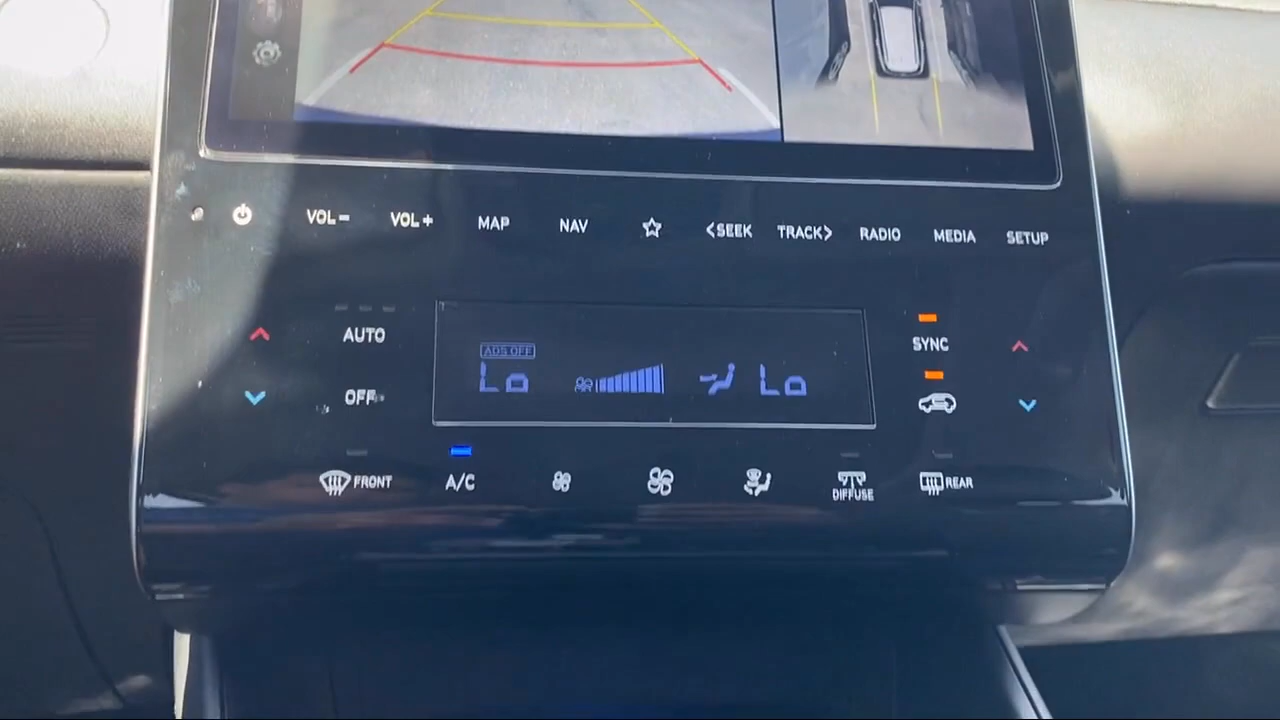 VOL- VOL+ MAP NAV <SEEK TRACK> RADIO MEDIA SETUP
AUTO
SYNC
ADS OFF
Lo Lo
OFF
FRONT A/C DIFFUSE REAR